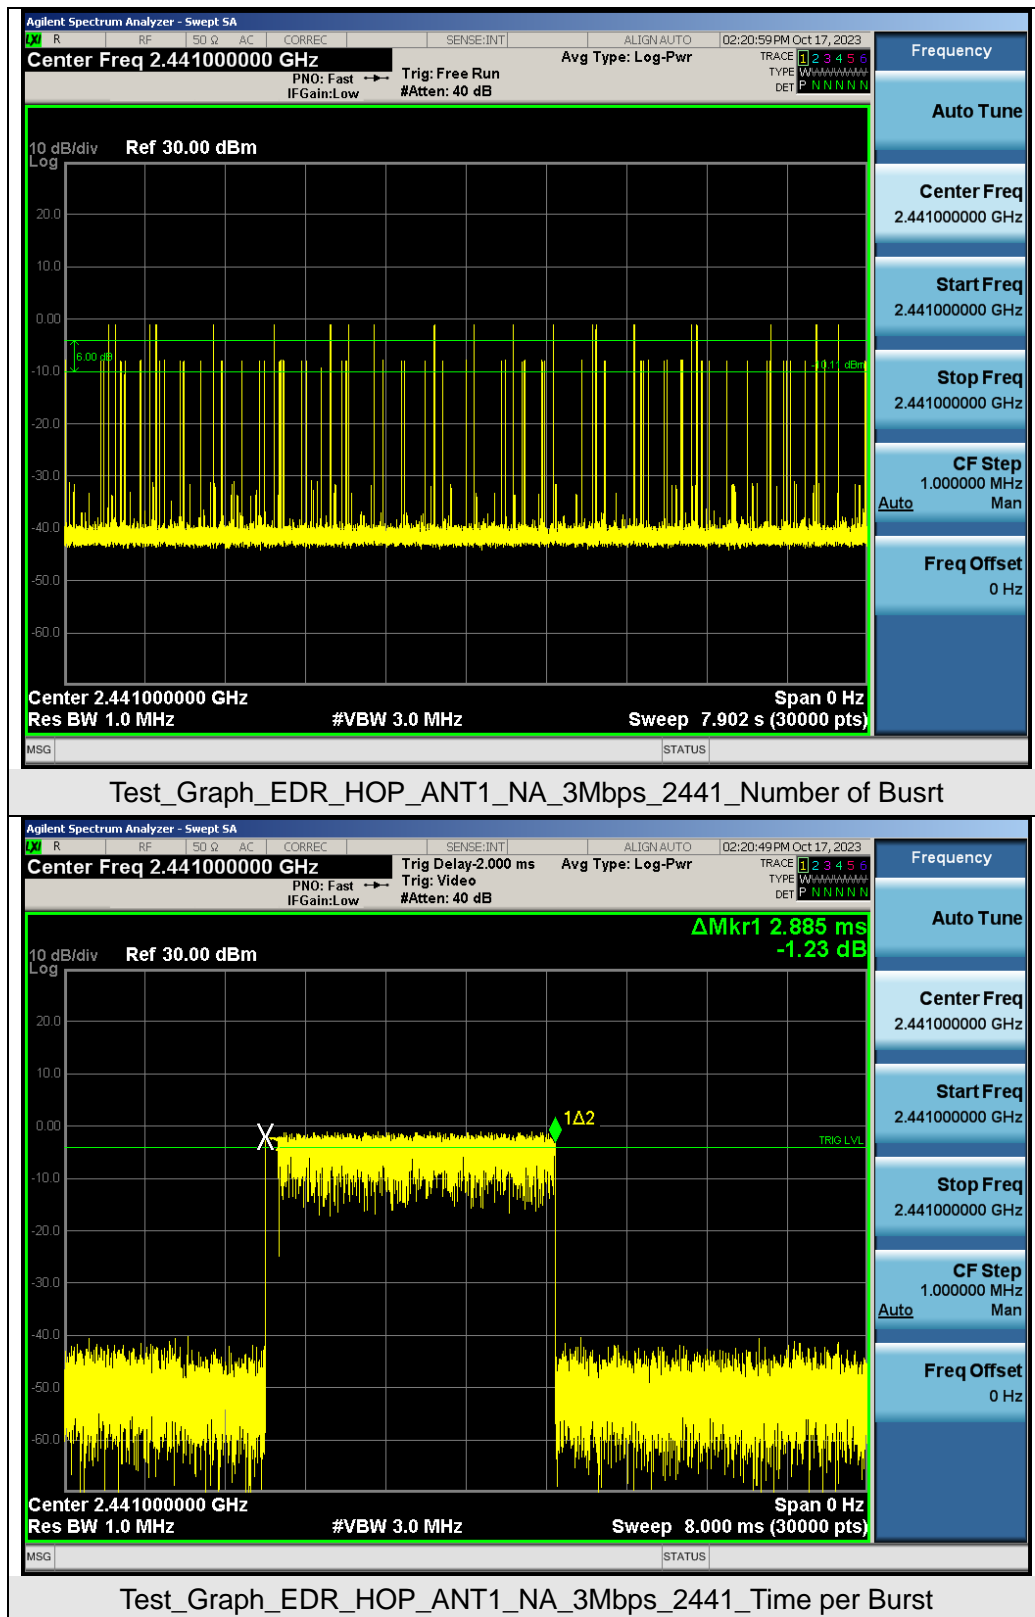 Agilent Spectrum Analyzer - Swept SA
LXI R RF 50 Ω AC CORREC SENSE:INT ALIGN AUTO 02:20:59 PM Oct 17, 2023
Center Freq 2.441000000 GHz
PNO: Fast
IFGain:Low
Trig: Free Run
#Atten: 40 dB
Avg Type: Log-Pwr
TRACE 1 2 3 4 5 6
TYPE W
DET P N N N N N
Frequency
Auto Tune
Center Freq
2.441000000 GHz
Start Freq
2.441000000 GHz
Stop Freq
2.441000000 GHz
CF Step
1.000000 MHz
Auto Man
Freq Offset
0 Hz
10 dB/div Ref 30.00 dBm
Log
20.0
10.0
0.00
6.00 dB
-10.11 dBm
-10.0
-20.0
-30.0
-40.0
-50.0
-60.0
Center 2.441000000 GHz Span 0 Hz
Res BW 1.0 MHz #VBW 3.0 MHz Sweep 7.902 s (30000 pts)
MSG STATUS
Test_Graph_EDR_HOP_ANT1_NA_3Mbps_2441_Number of Busrt
Agilent Spectrum Analyzer - Swept SA
LXI R RF 50 Ω AC CORREC SENSE:INT ALIGN AUTO 02:20:49 PM Oct 17, 2023
Center Freq 2.441000000 GHz
PNO: Fast
IFGain:Low
Trig Delay-2.000 ms
Trig: Video
#Atten: 40 dB
Avg Type: Log-Pwr
TRACE 1 2 3 4 5 6
TYPE W
DET P N N N N N
Frequency
Auto Tune
Center Freq
2.441000000 GHz
Start Freq
2.441000000 GHz
Stop Freq
2.441000000 GHz
CF Step
1.000000 MHz
Auto Man
Freq Offset
0 Hz
ΔMkr1 2.885 ms
-1.23 dB
10 dB/div Ref 30.00 dBm
Log
20.0
10.0
0.00
1Δ2
TRIG LVL
-10.0
-20.0
-30.0
-40.0
-50.0
-60.0
Center 2.441000000 GHz Span 0 Hz
Res BW 1.0 MHz #VBW 3.0 MHz Sweep 8.000 ms (30000 pts)
MSG STATUS
Test_Graph_EDR_HOP_ANT1_NA_3Mbps_2441_Time per Burst